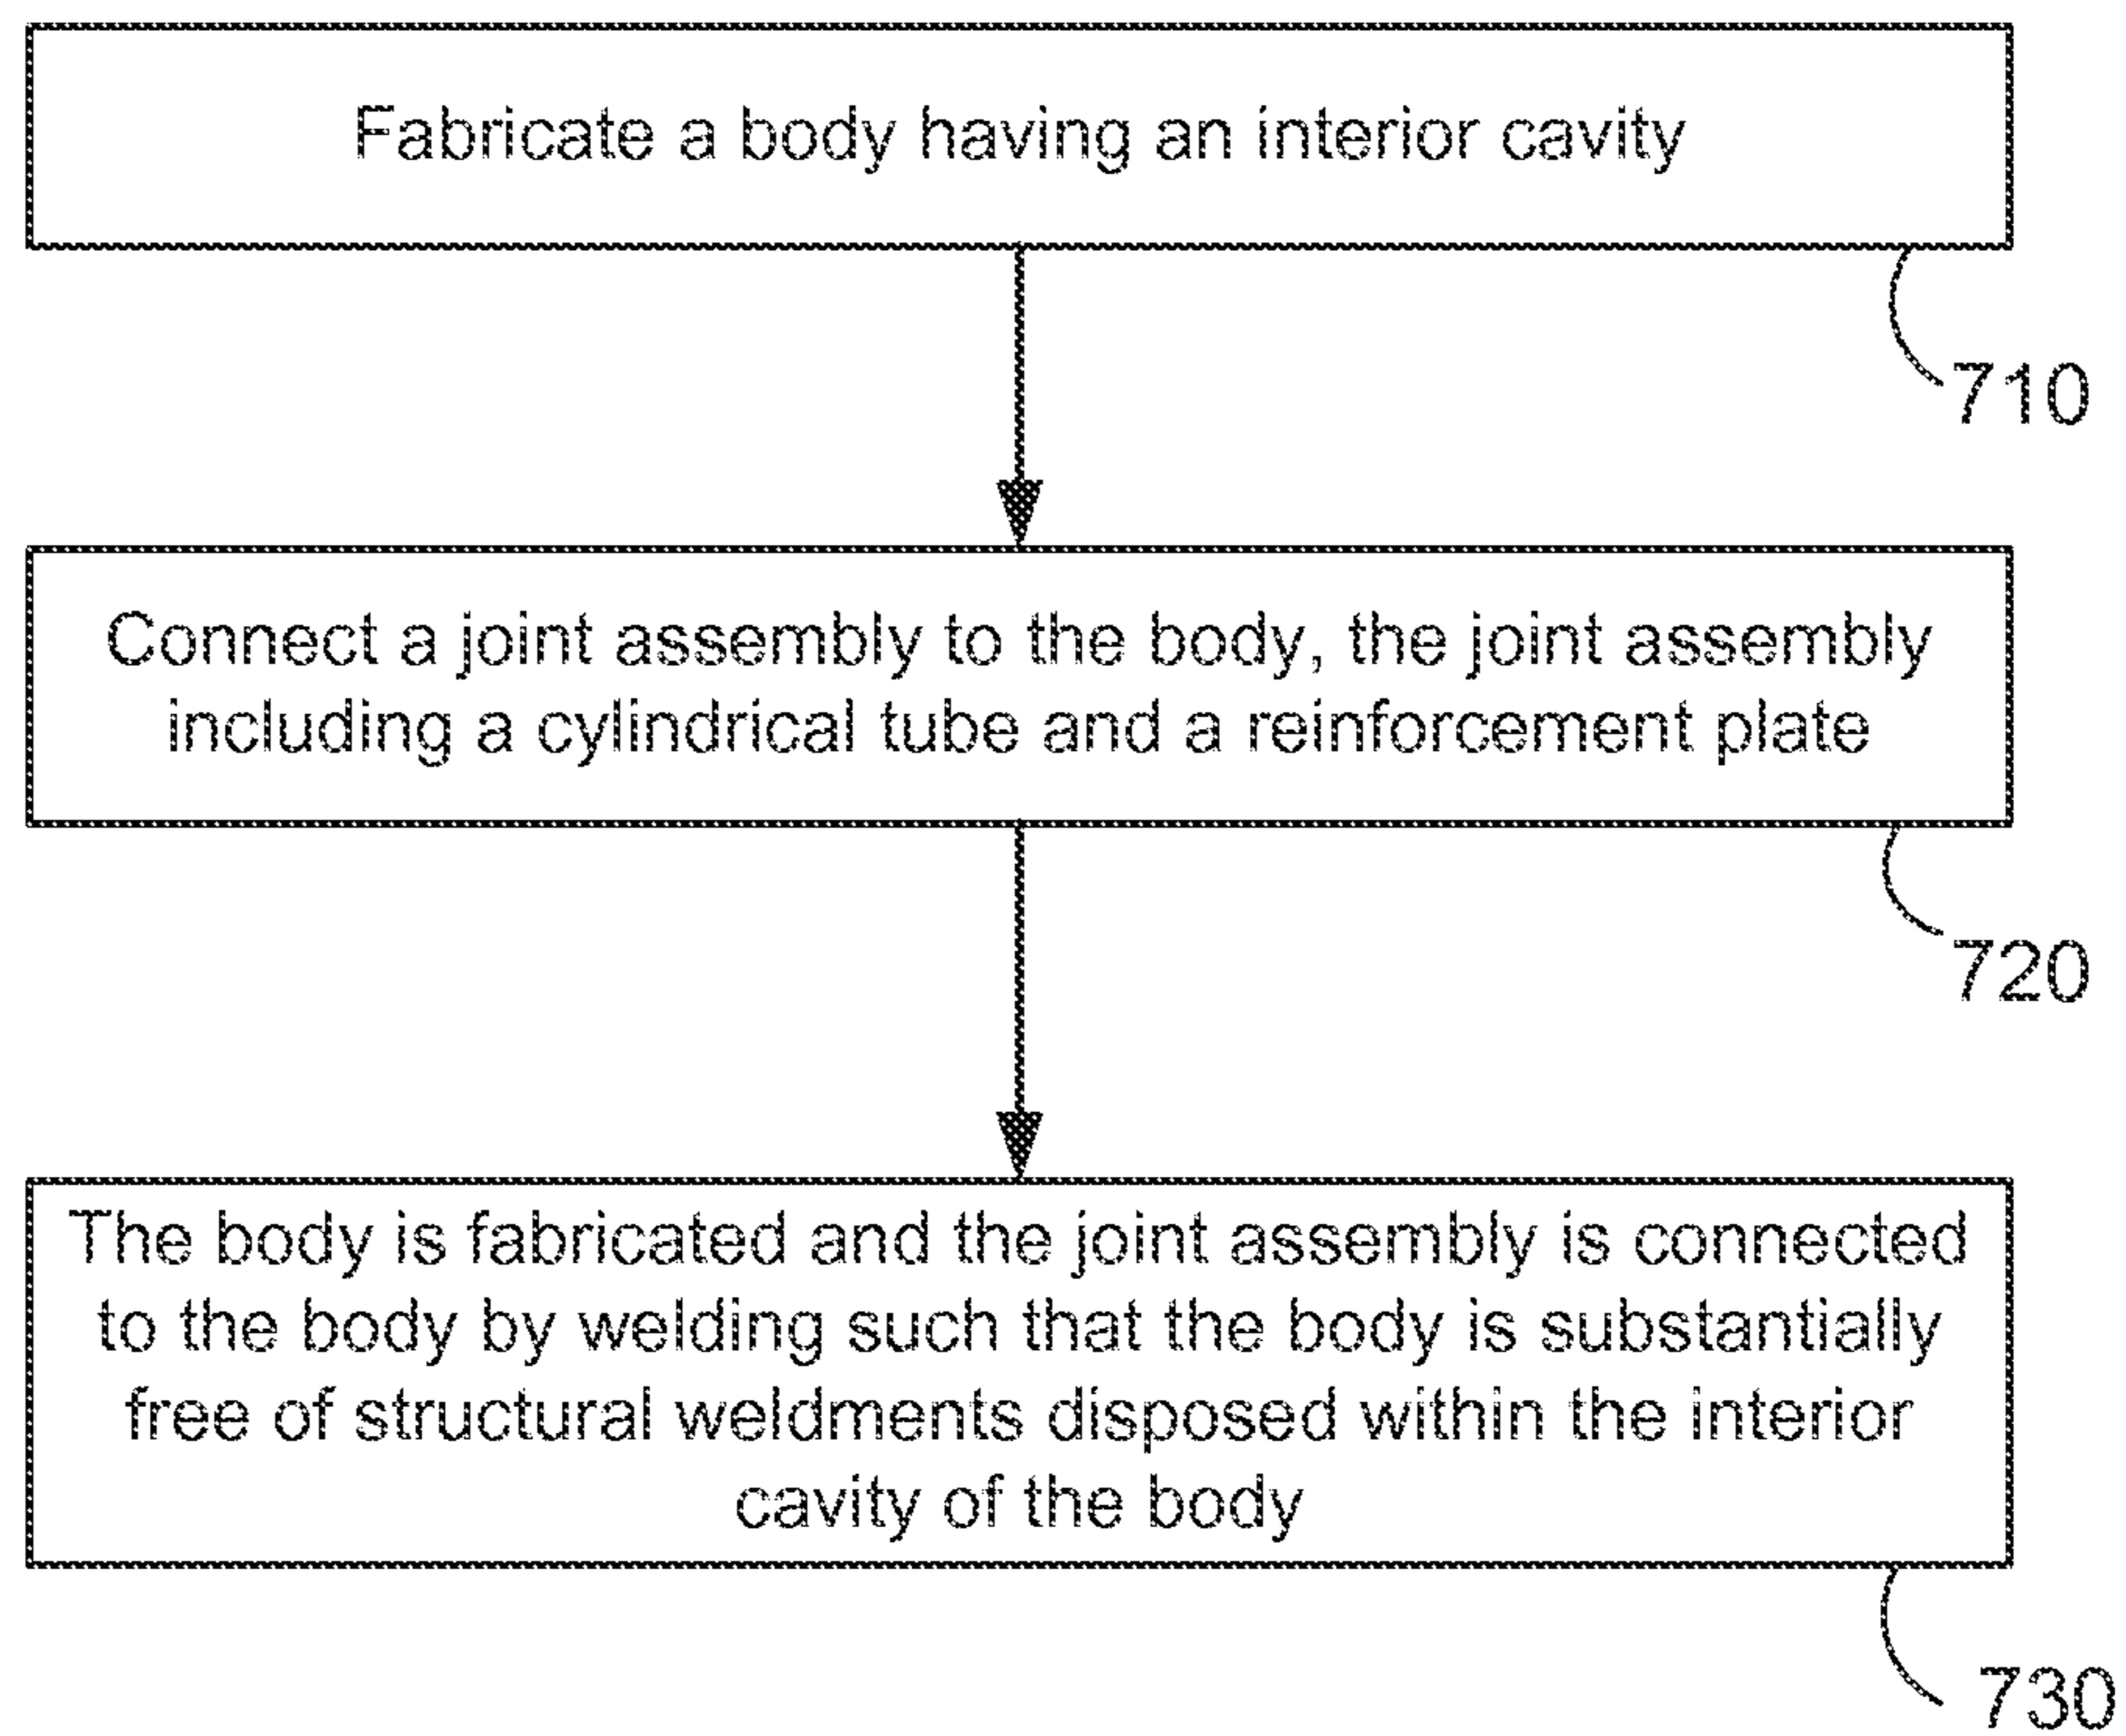 Fabricate a body having an interior cavity
710
Connect a joint assembly to the body, the joint assembly
including a cylindrical tube and a reinforcement plate
720
The body is fabricated and the joint assembly is connected
to the body by welding such that the body is substantially
free of structural weldments disposed within the interior
cavity of the body
730